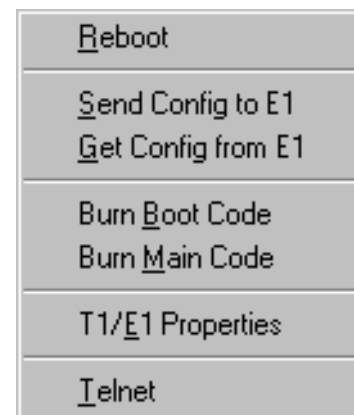 Reboot
Send Config to E1
Get Config from E1
Burn Boot Code
Burn Main Code
T1/E1 Properties
Telnet